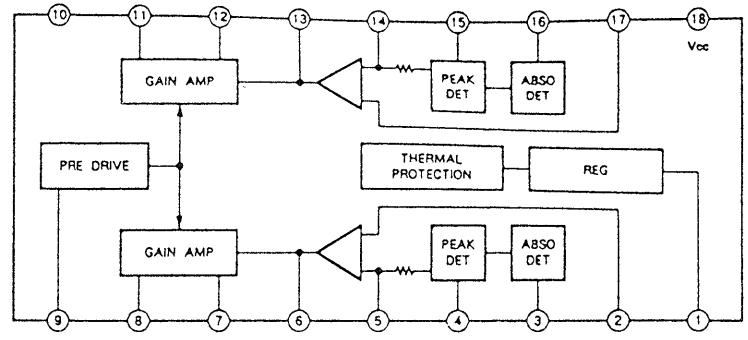 10 11 12 13 14 15 16 17 18
Vcc
GAIN AMP
PEAK
DET
ABSO
DET
PRE DRIVE
THERMAL
PROTECTION
REG
GAIN AMP
PEAK
DET
ABSO
DET
9 8 7 6 5 4 3 2 1